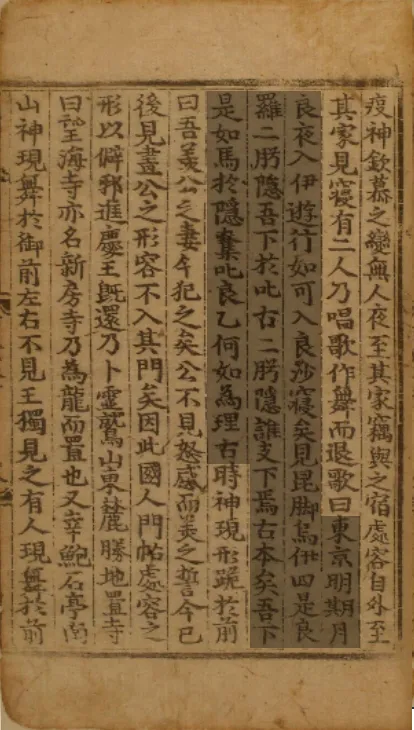 疫神欽慕之變無人夜至其家竊與之宿處容自外至
其家見寢有二人乃唱歌作舞而退歌曰東京明期月
良夜入伊遊行如可入良沙寢矣見昆脚烏伊四是良
羅二肹隱吾下於叱古二肹隱誰支下焉古本矣吾下
是如馬於隱奪叱良乙何如為理古時神現形跪於前
曰吾羨公之妻今犯之矣公不見怒感而美之誓今已
後見畫公之形容不入其門矣因此國人門帖處容之
形以僻邪進慶王旣還乃卜靈鷲山東麓勝地置寺
曰望海寺亦名新房寺乃為龍而置也又幸鮑石亭南
山神現舞於御前左右不見王獨見之有人現舞於前